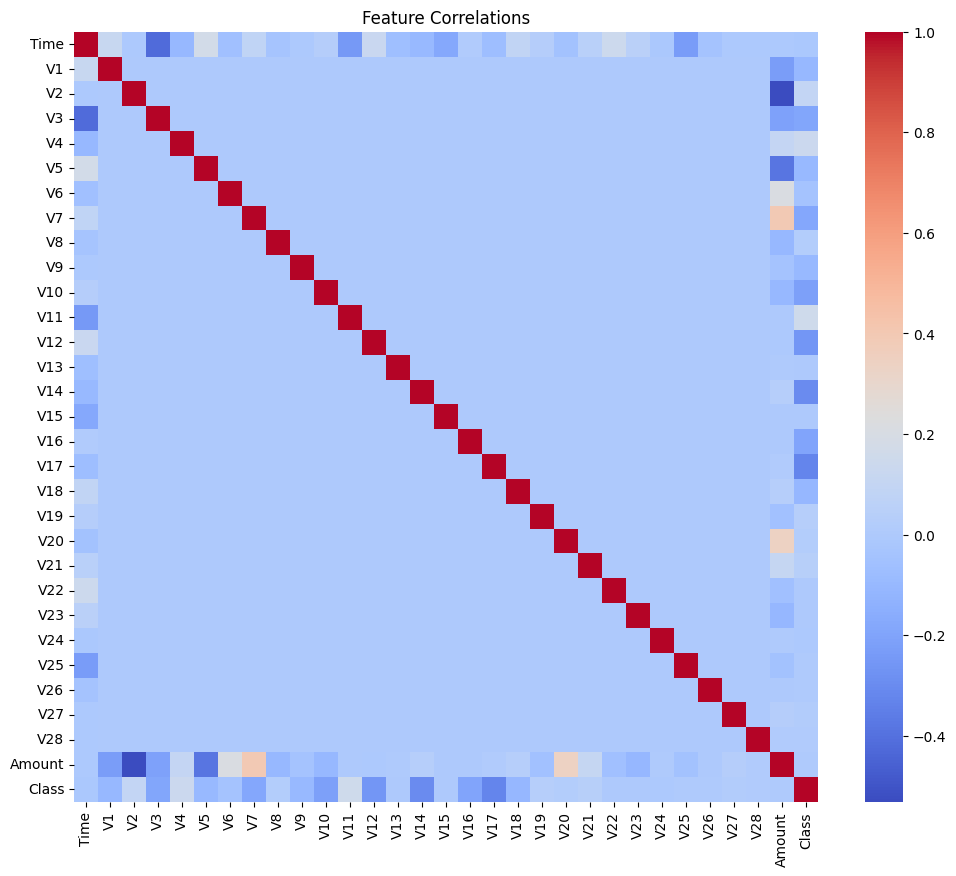 Feature Correlations
Time
V1
V2
V3
V4
V5
V6
V7
V8
V9
V10
V11
V12
V13
V14
V15
V16
V17
V18
V19
V20
V21
V22
V23
V24
V25
V26
V27
V28
Amount
Class
Time
V1
V2
V3
V4
V5
V6
V7
V8
V9
V10
V11
V12
V13
V14
V15
V16
V17
V18
V19
V20
V21
V22
V23
V24
V25
V26
V27
V28
Amount
Class
1.0
0.8
0.6
0.4
0.2
0.0
−0.2
−0.4